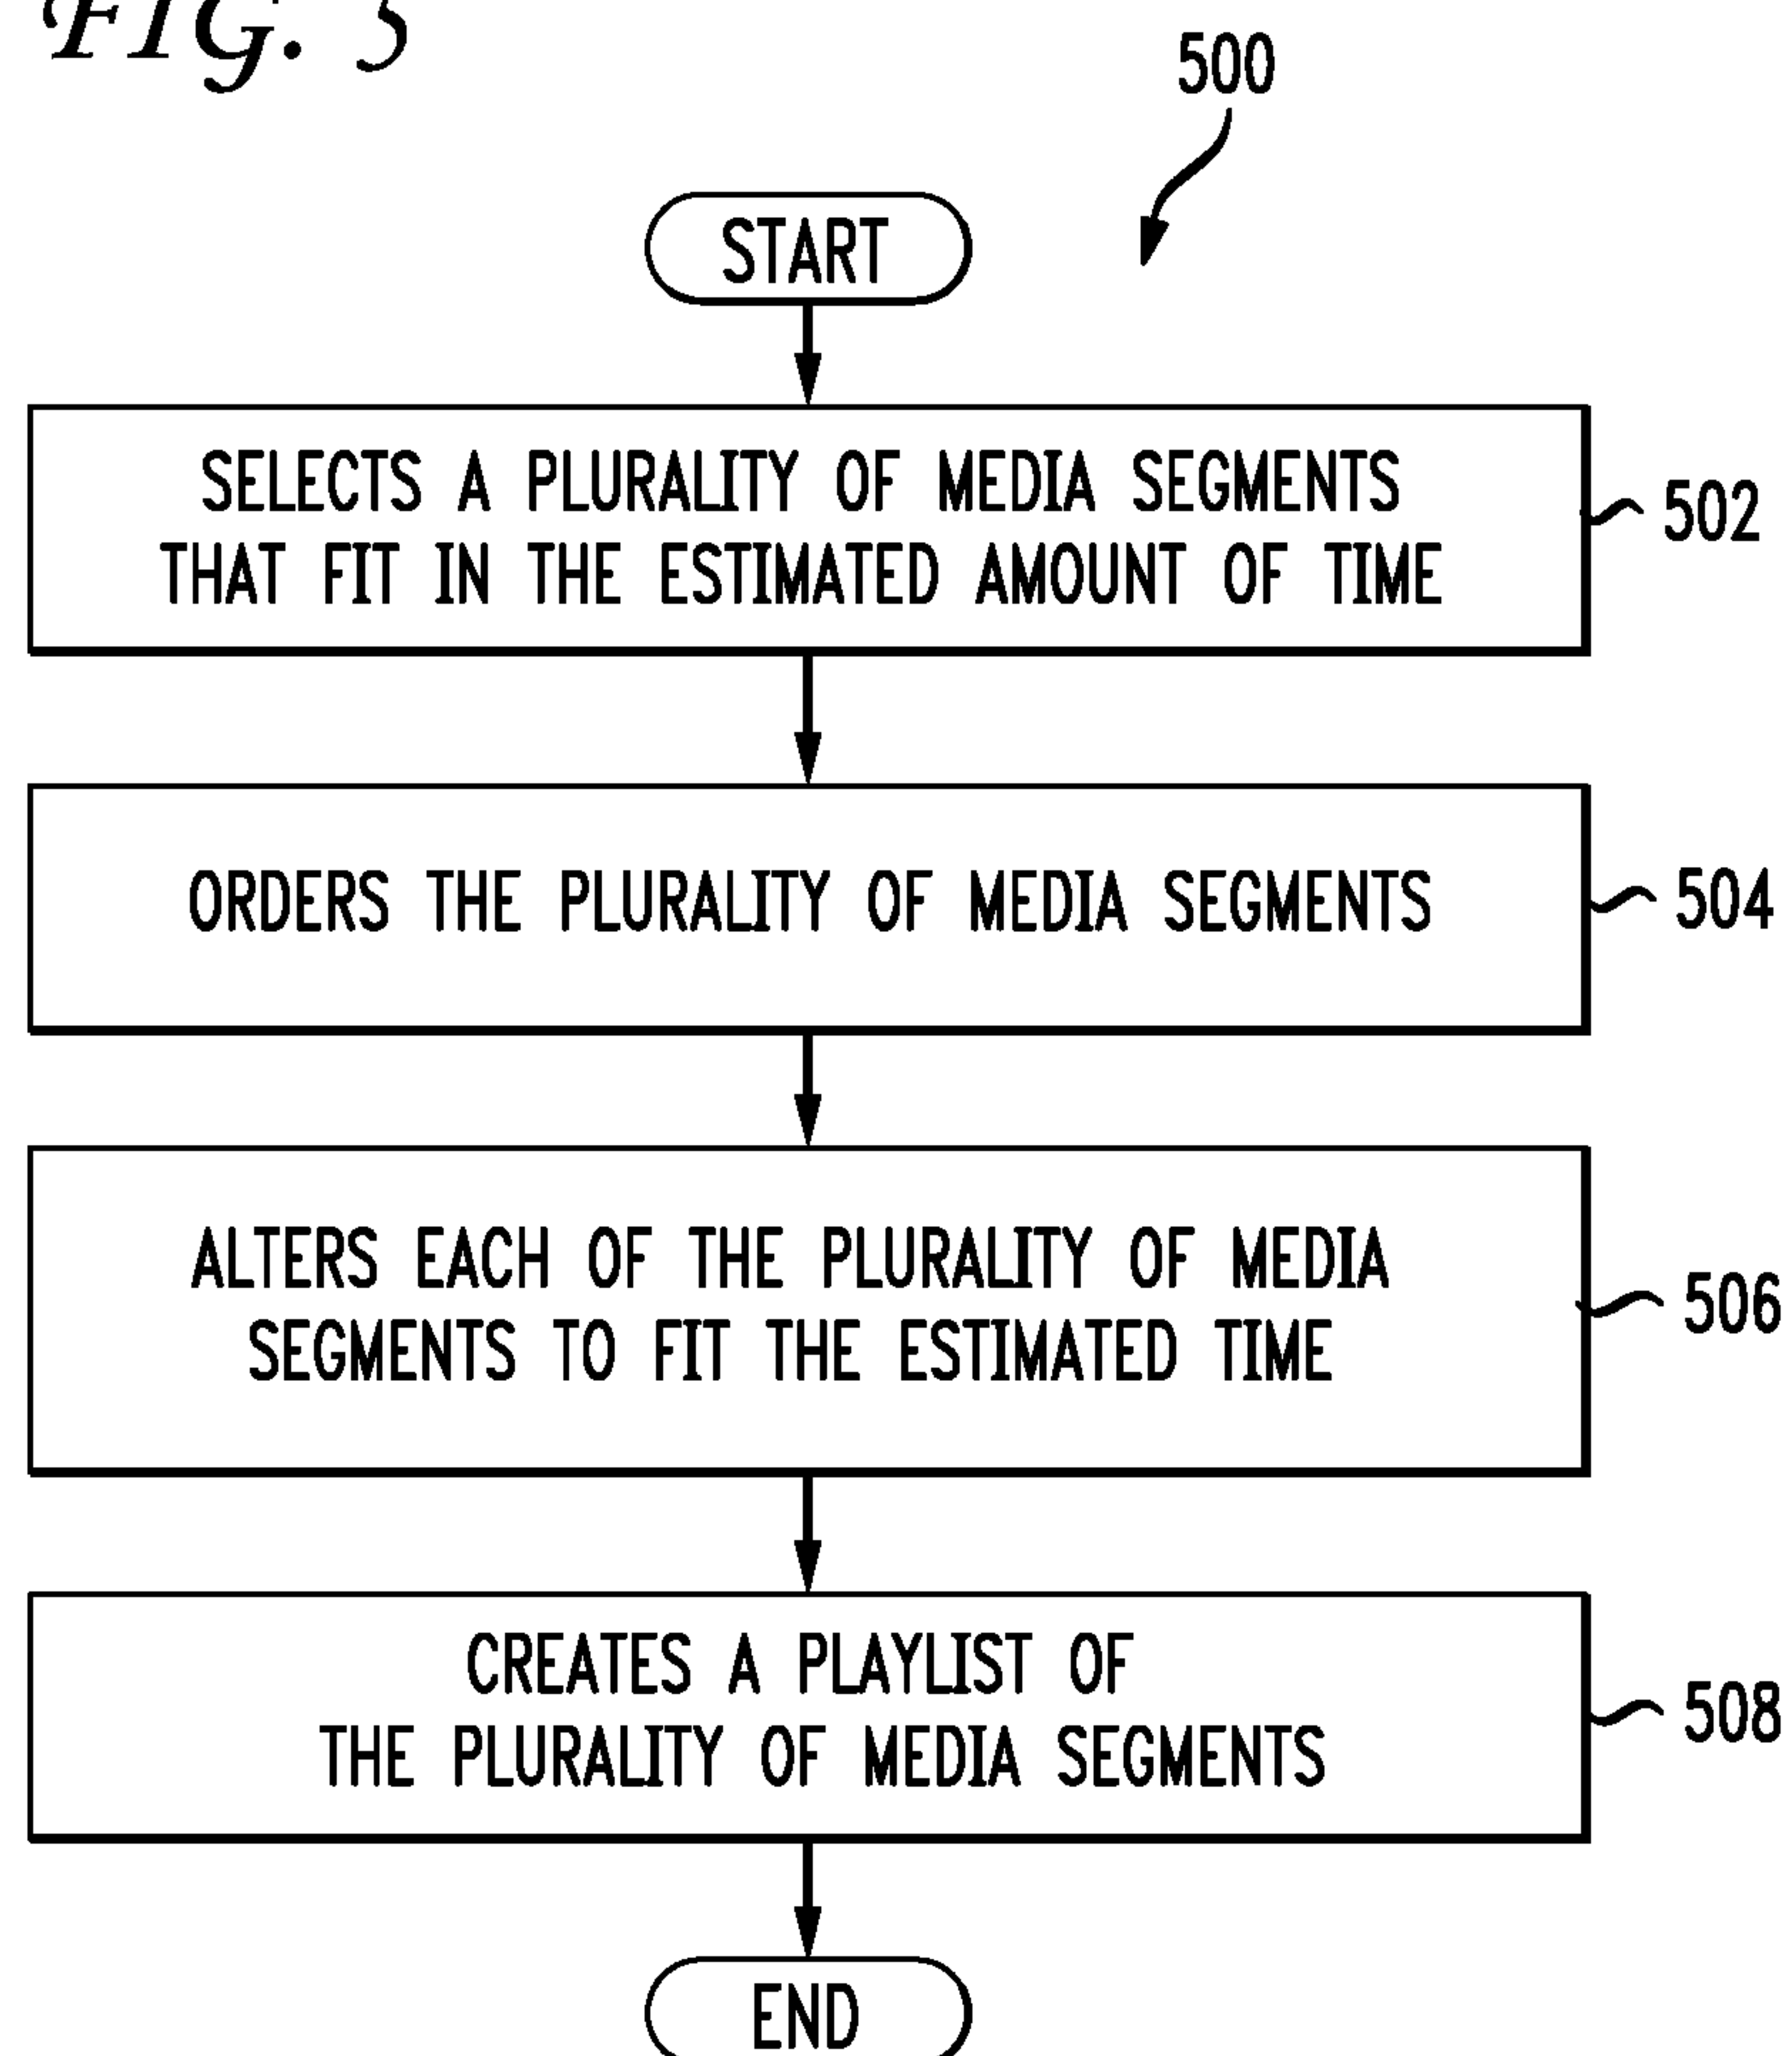 FIG. 5
500
START
SELECTS A PLURALITY OF MEDIA SEGMENTS
THAT FIT IN THE ESTIMATED AMOUNT OF TIME
502
ORDERS THE PLURALITY OF MEDIA SEGMENTS
504
ALTERS EACH OF THE PLURALITY OF MEDIA
SEGMENTS TO FIT THE ESTIMATED TIME
506
CREATES A PLAYLIST OF
THE PLURALITY OF MEDIA SEGMENTS
508
END